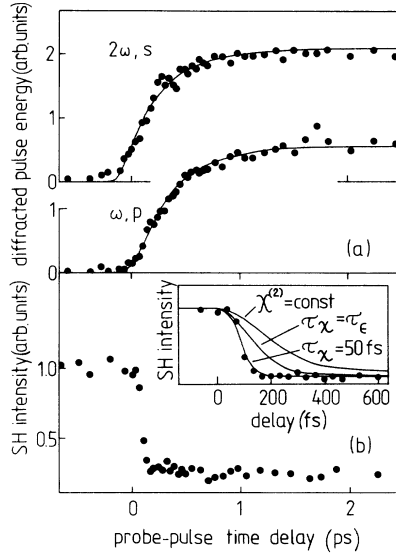 diffracted pulse energy (arb. units)
2
1
0
2ω, s
1
0
ω, p
(a)
SH intensity (arb. units)
1.0
0.5
SH intensity
χ(2) = const
τχ = τϵ
τχ = 50 fs
0 200 400 600
delay (fs)
(b)
0 1 2
probe-pulse time delay (ps)